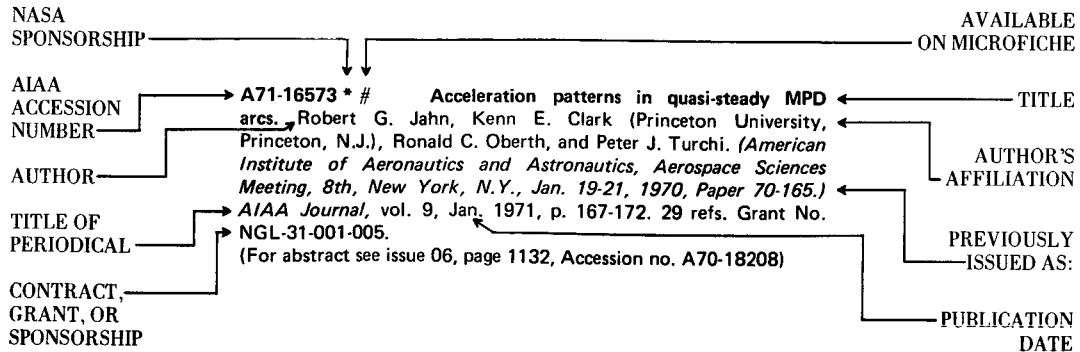 NASA
SPONSORSHIP
AIAA
ACCESSION
NUMBER
AUTHOR
TITLE OF
PERIODICAL
CONTRACT,
GRANT, OR
SPONSORSHIP
A71-16573 * # Acceleration patterns in quasi-steady MPD
arcs. Robert G. Jahn, Kenn E. Clark (Princeton University,
Princeton, N.J.), Ronald C. Oberth, and Peter J. Turchi. (American
Institute of Aeronautics and Astronautics, Aerospace Sciences
Meeting, 8th, New York, N.Y., Jan. 19-21, 1970, Paper 70-165.)
AIAA Journal, vol. 9, Jan. 1971, p. 167-172. 29 refs. Grant No.
NGL-31-001-005.
(For abstract see issue 06, page 1132, Accession no. A70-18208)
AVAILABLE
ON MICROFICHE
TITLE
AUTHOR'S
AFFILIATION
PREVIOUSLY
ISSUED AS:
PUBLICATION
DATE